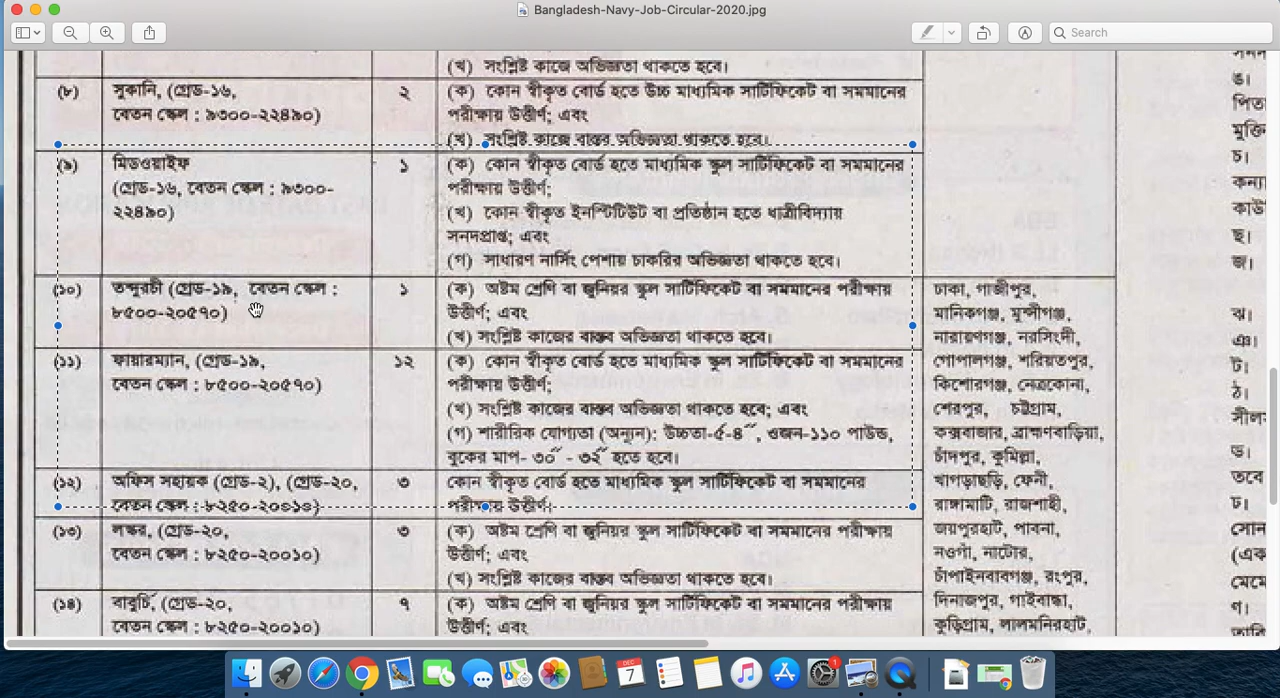 Bangladesh-Navy-Job-Circular-2020.jpg
Search
(খ) সংশ্লিষ্ট কাজে অভিজ্ঞতা থাকতে হবে।
(৮) সুকানি, (গ্রেড-১৬, ২ (ক) কোন স্বীকৃত বোর্ড হতে উচ্চ মাধ্যমিক সার্টিফিকেট বা সমমানের
বেতন স্কেল : ৯৩০০-২২৪৯০) পরীক্ষায় উত্তীর্ণ; এবং
(খ) সংশ্লিষ্ট কাজে বাস্তব অভিজ্ঞতা থাকতে হবে।
(৯) মিডওয়াইফ ১ (ক) কোন স্বীকৃত বোর্ড হতে মাধ্যমিক স্কুল সার্টিফিকেট বা সমমানের
(গ্রেড-১৬, বেতন স্কেল : ৯৩০০- পরীক্ষায় উত্তীর্ণ;
২২৪৯০) (খ) কোন স্বীকৃত ইনস্টিটিউট বা প্রতিষ্ঠান হতে ধাত্রীবিদ্যায়
সনদপ্রাপ্ত; এবং
(গ) সাধারণ নার্সিং পেশায় চাকরির অভিজ্ঞতা থাকতে হবে।
(১০) তন্দুরচী (গ্রেড-১৯, বেতন স্কেল : ১ (ক) অষ্টম শ্রেণি বা জুনিয়র স্কুল সার্টিফিকেট বা সমমানের পরীক্ষায়
৮৫০০-২০৫৭০) উত্তীর্ণ; এবং
(খ) সংশ্লিষ্ট কাজের বাস্তব অভিজ্ঞতা থাকতে হবে।
(১১) ফায়ারম্যান, (গ্রেড-১৯, ১২ (ক) কোন স্বীকৃত বোর্ড হতে মাধ্যমিক স্কুল সার্টিফিকেট বা সমমানের
বেতন স্কেল : ৮৫০০-২০৫৭০) পরীক্ষায় উত্তীর্ণ;
(খ) সংশ্লিষ্ট কাজের বাস্তব অভিজ্ঞতা থাকতে হবে; এবং
(গ) শারীরিক যোগ্যতা (অন্যূন): উচ্চতা-৫-৪˝, ওজন-১১০ পাউন্ড,
বুকের মাপ- ৩০˝ - ৩২˝ হতে হবে।
(১২) অফিস সহায়ক (গ্রেড-২), (গ্রেড-২০, ৩ কোন স্বীকৃত বোর্ড হতে মাধ্যমিক স্কুল সার্টিফিকেট বা সমমানের
বেতন স্কেল : ৮২৫০-২০০১০) পরীক্ষায় উত্তীর্ণ।
(১৩) লস্কর, (গ্রেড-২০, ৩ (ক) অষ্টম শ্রেণি বা জুনিয়র স্কুল সার্টিফিকেট বা সমমানের পরীক্ষায়
বেতন স্কেল : ৮২৫০-২০০১০) উত্তীর্ণ; এবং
(খ) সংশ্লিষ্ট কাজের বাস্তব অভিজ্ঞতা থাকতে হবে।
(১৪) বাবুর্চি, (গ্রেড-২০, ৭ (ক) অষ্টম শ্রেণি বা জুনিয়র স্কুল সার্টিফিকেট বা সমমানের পরীক্ষায়
বেতন স্কেল : ৮২৫০-২০০১০) উত্তীর্ণ; এবং
ঢাকা, গাজীপুর,
মানিকগঞ্জ, মুন্সীগঞ্জ,
নারায়ণগঞ্জ, নরসিংদী,
গোপালগঞ্জ, শরিয়তপুর,
কিশোরগঞ্জ, নেত্রকোনা,
শেরপুর, চট্টগ্রাম,
কক্সবাজার, ব্রাহ্মণবাড়িয়া,
চাঁদপুর, কুমিল্লা,
খাগড়াছড়ি, ফেনী,
রাঙ্গামাটি, রাজশাহী,
জয়পুরহাট, পাবনা,
নওগাঁ, নাটোর,
চাঁপাইনবাবগঞ্জ, রংপুর,
দিনাজপুর, গাইবান্ধা,
কুড়িগ্রাম, লালমনিরহাট,
ঙ।
পিতা
মুক্তি
চ।
কন্যা
ছ।
জ।
ঝ।
ঞ।
ট।
ঠ।
ড।
তবে
ঢ।
সোন
(এক
গ।
DEC
7
1